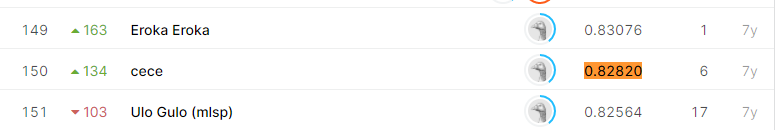 149 163 Eroka Eroka 0.83076 1 7y
150 134 cece 0.82820 6 7y
151 103 Ulo Gulo (mlsp) 0.82564 17 7y